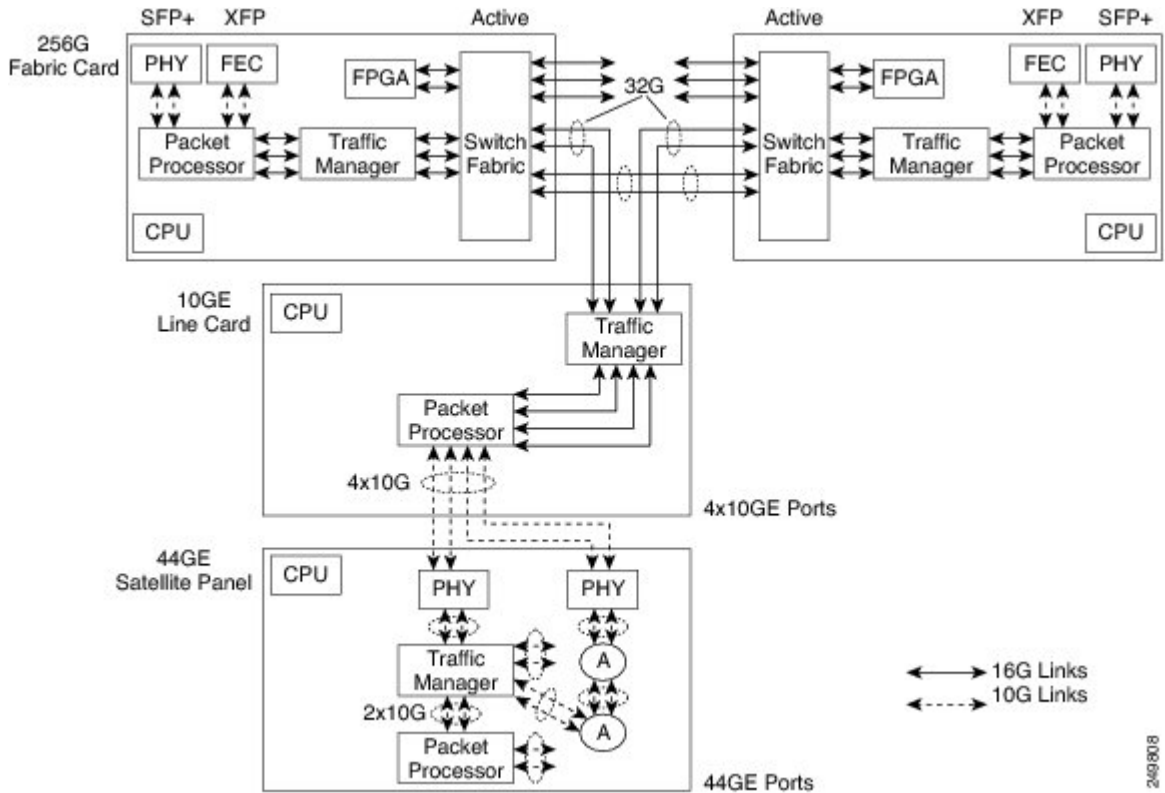 SFP+ XFP Active Active XFP SFP+
256G
Fabric Card
PHY FEC FPGA FPGA FEC PHY
32G
Packet
Processor
Traffic
Manager
Switch
Fabric
Switch
Fabric
Traffic
Manager
Packet
Processor
CPU CPU
10GE
Line Card
CPU
Traffic
Manager
Packet
Processor
4x10G
4x10GE Ports
44GE
Satellite Panel
CPU
PHY PHY
Traffic
Manager
A
2x10G
A
Packet
Processor
44GE Ports
16G Links
10G Links
249808